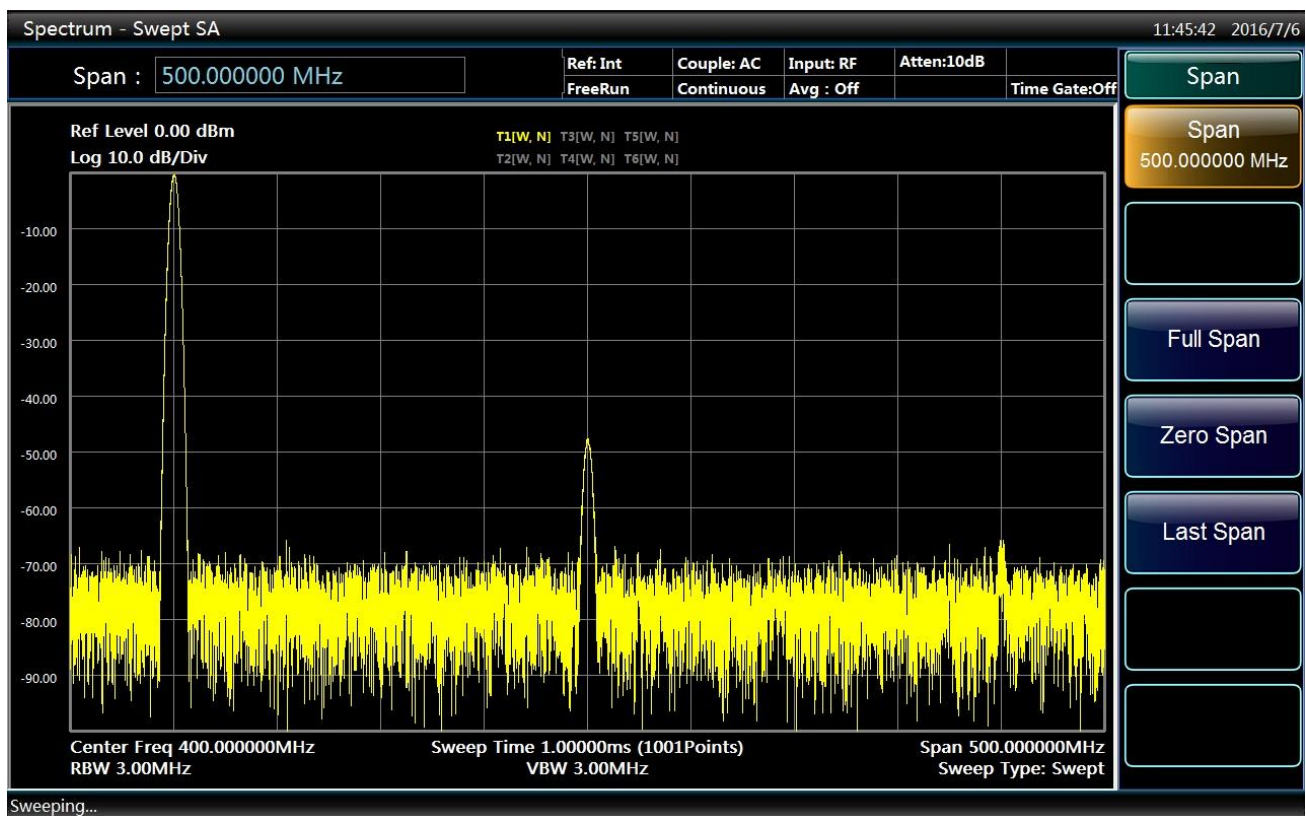 Spectrum - Swept SA
11:45:42 2016/7/6
Span : 500.000000 MHz
Ref: Int Couple: AC Input: RF Atten:10dB
FreeRun Continuous Avg : Off Time Gate:Off
Span
Span
500.000000 MHz
Full Span
Zero Span
Last Span
Ref Level 0.00 dBm
Log 10.0 dB/Div
T1[W, N] T3[W, N] T5[W, N]
T2[W, N] T4[W, N] T6[W, N]
-10.00
-20.00
-30.00
-40.00
-50.00
-60.00
-70.00
-80.00
-90.00
Center Freq 400.000000MHz Sweep Time 1.00000ms (1001Points) Span 500.000000MHz
RBW 3.00MHz VBW 3.00MHz Sweep Type: Swept
Sweeping...